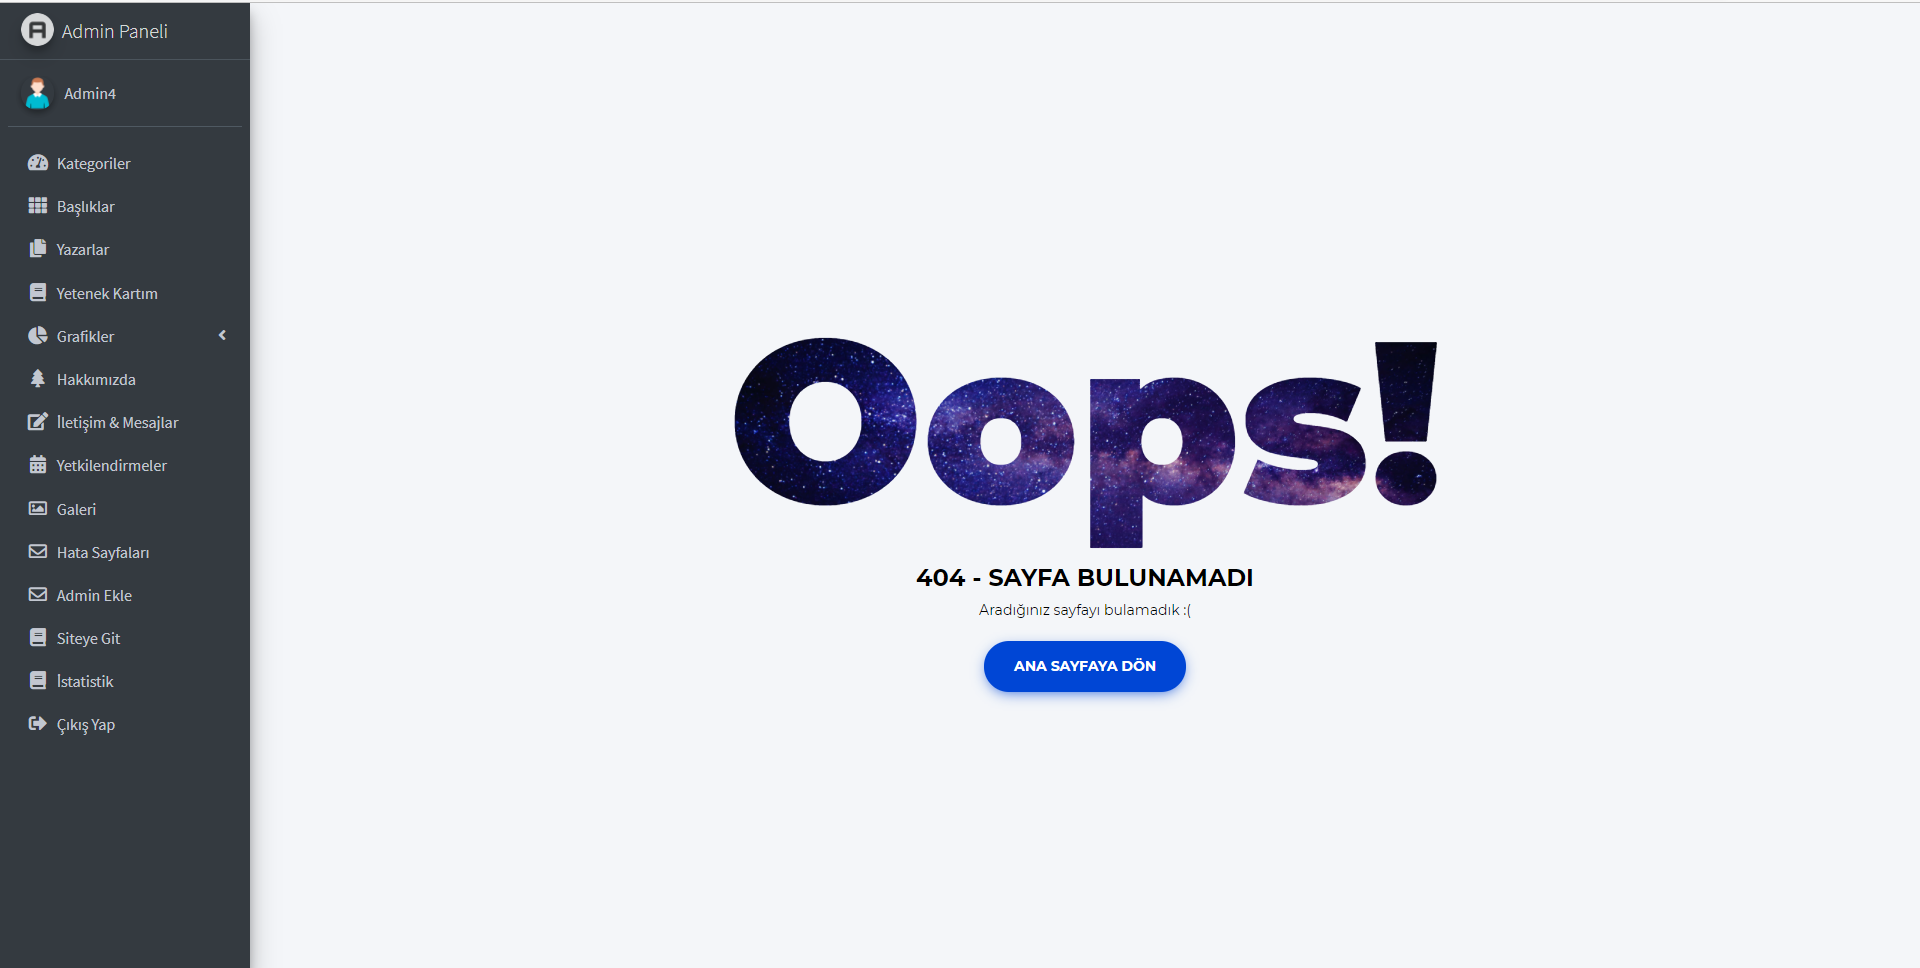 Admin Paneli
Admin4
Kategoriler
Başlıklar
Yazarlar
Yetenek Kartım
Grafikler
Hakkımızda
İletişim & Mesajlar
Yetkilendirmeler
Galeri
Hata Sayfaları
Admin Ekle
Siteye Git
İstatistik
Çıkış Yap
Oops!
404 - SAYFA BULUNAMADI
Aradığınız sayfayı bulamadık :(
ANA SAYFAYA DÖN